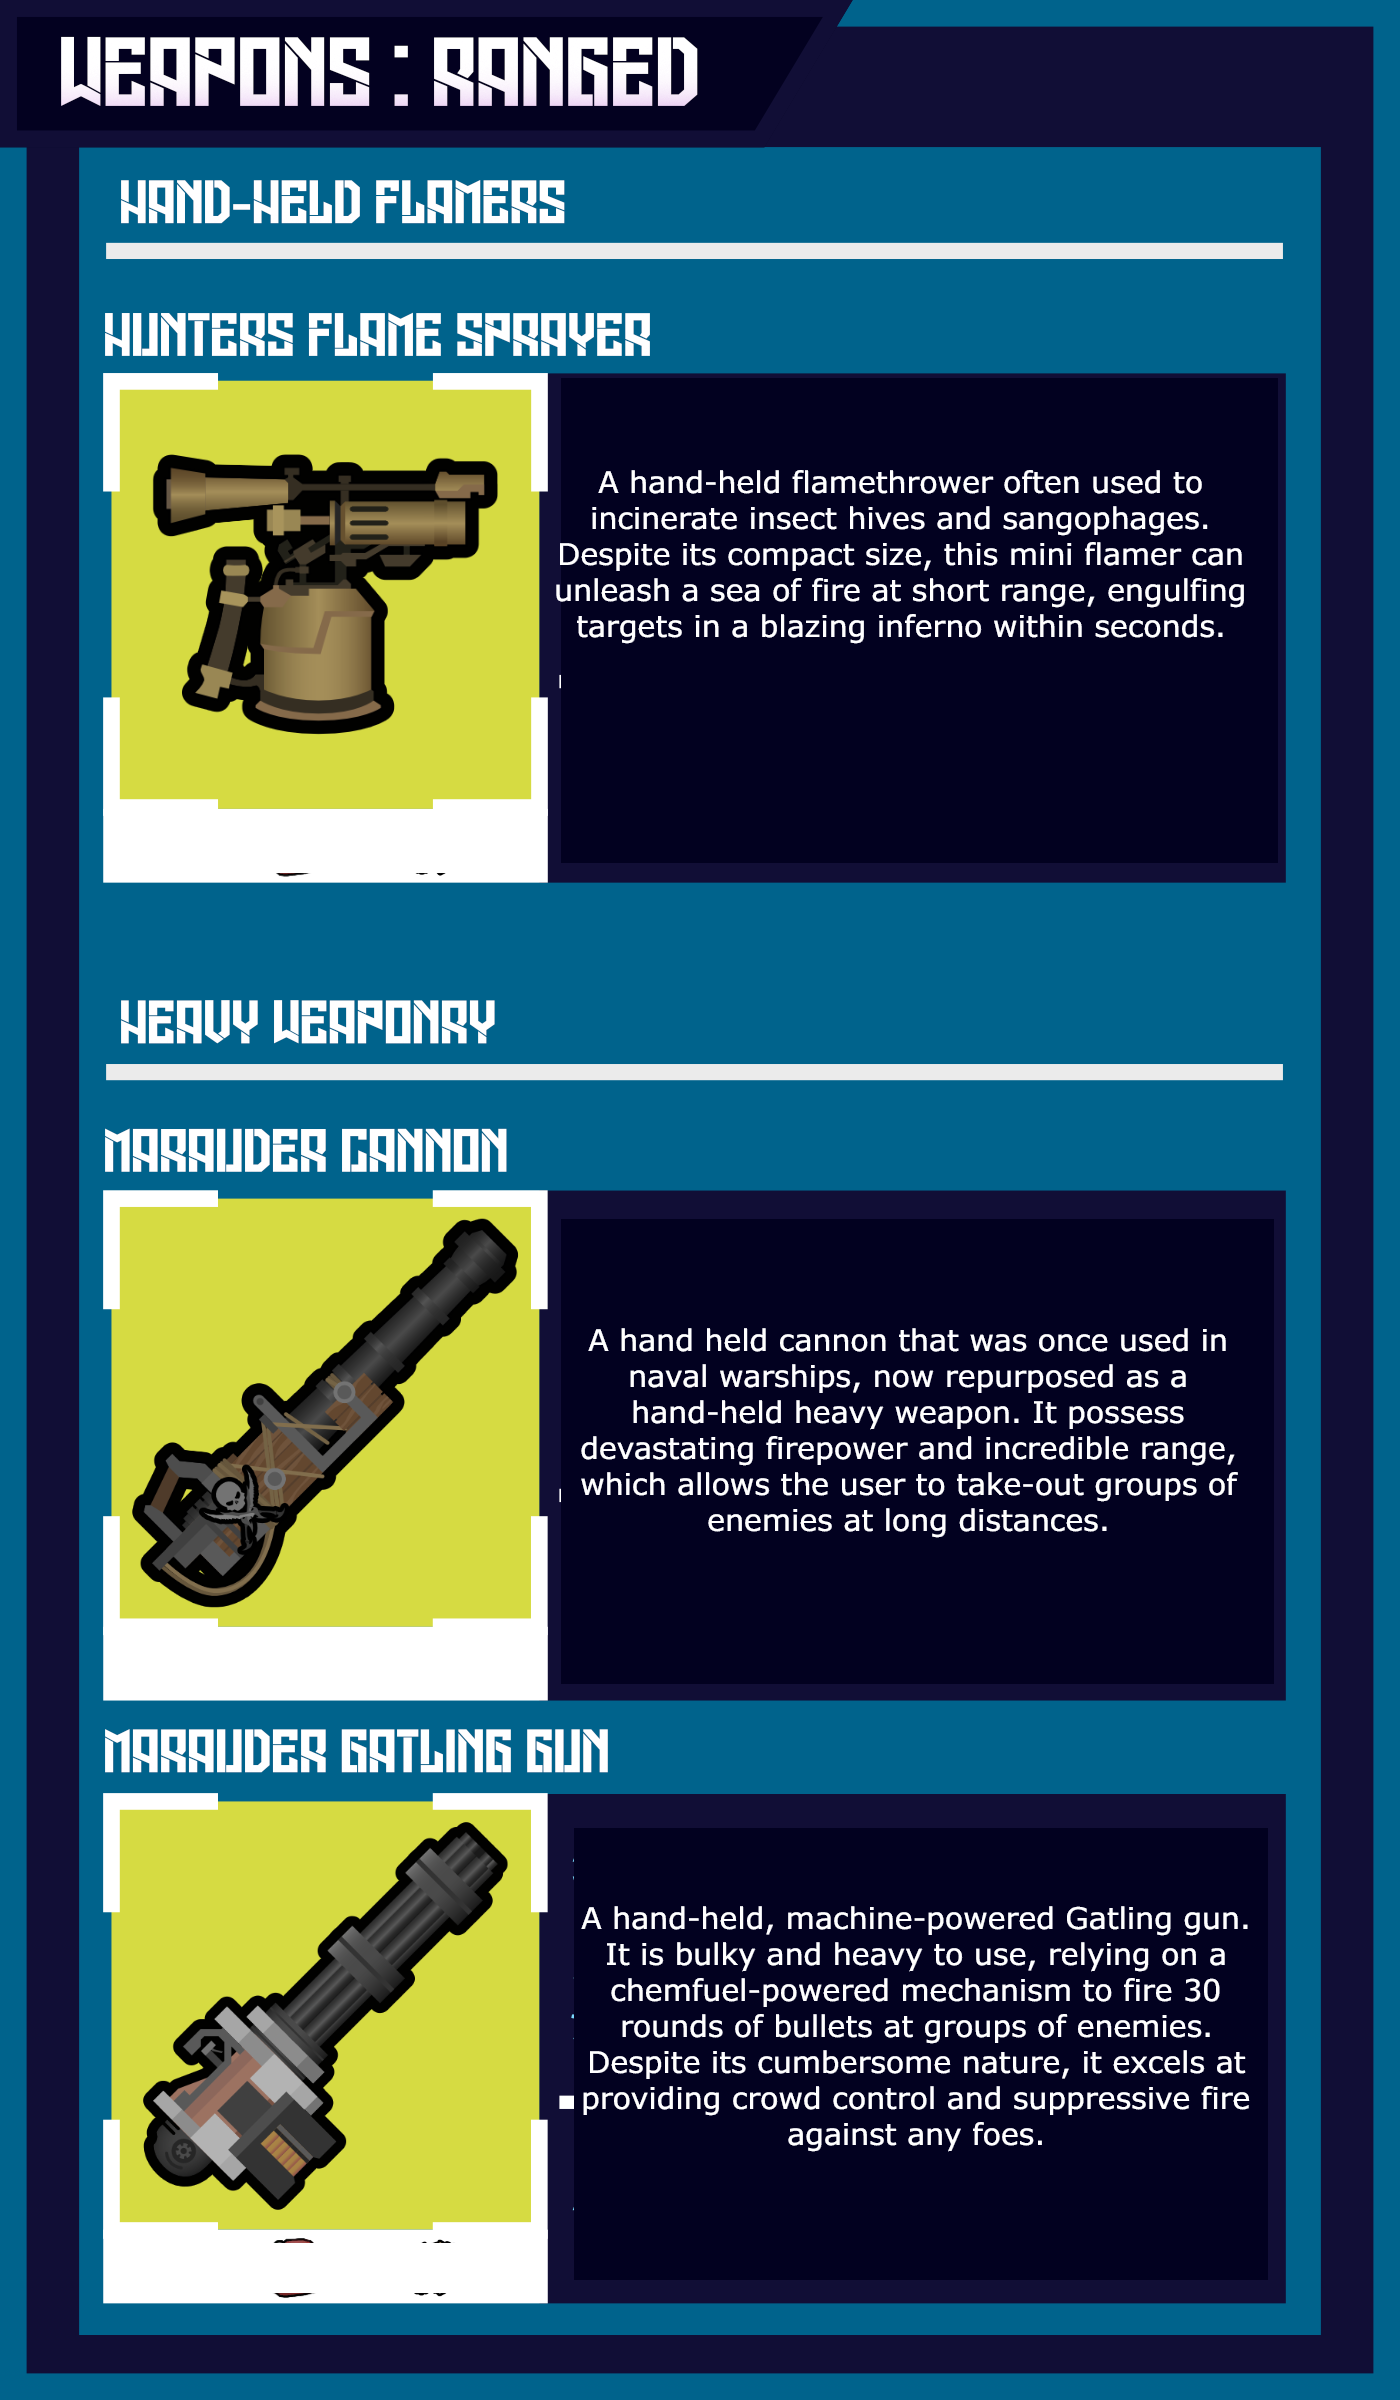 WEAPONS : RANGED
HAND-HELD FLAMERS
HUNTERS FLAME SPRAYER
A hand-held flamethrower often used to
incinerate insect hives and sangophages.
Despite its compact size, this mini flamer can
unleash a sea of fire at short range, engulfing
targets in a blazing inferno within seconds.
HEAVY WEAPONRY
MARAUDER CANNON
A hand held cannon that was once used in
naval warships, now repurposed as a
hand-held heavy weapon. It possess
devastating firepower and incredible range,
which allows the user to take-out groups of
enemies at long distances.
MARAUDER GATLING GUN
A hand-held, machine-powered Gatling gun.
It is bulky and heavy to use, relying on a
chemfuel-powered mechanism to fire 30
rounds of bullets at groups of enemies.
Despite its cumbersome nature, it excels at
providing crowd control and suppressive fire
against any foes.